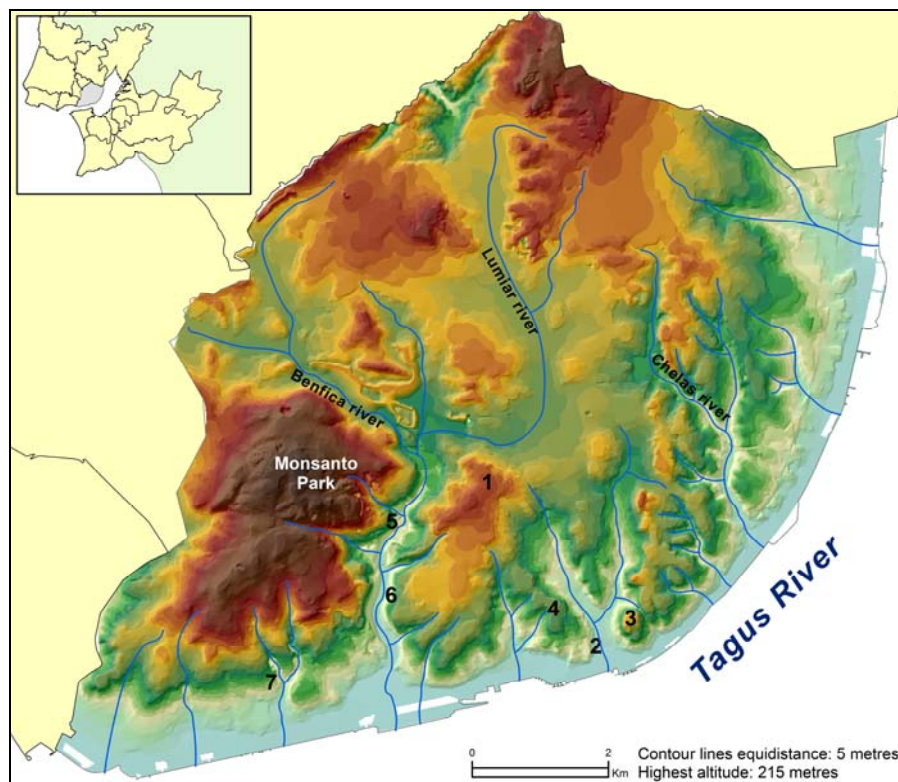 Lumiar river
Benfica river
Chelas river
Monsanto
Park
1
5
6
4
3
2
7
Tagus River
0 2
Km
Contour lines equidistance: 5 metres
Highest altitude: 215 metres